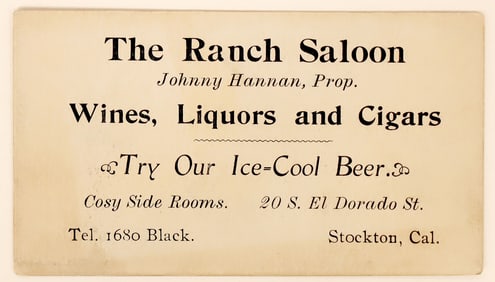 The Ranch Saloon
Johnny Hannan, Prop.
Wines, Liquors and Cigars
Try Our Ice=Cool Beer.
Cosy Side Rooms. 20 S. El Dorado St.
Tel. 1680 Black. Stockton, Cal.